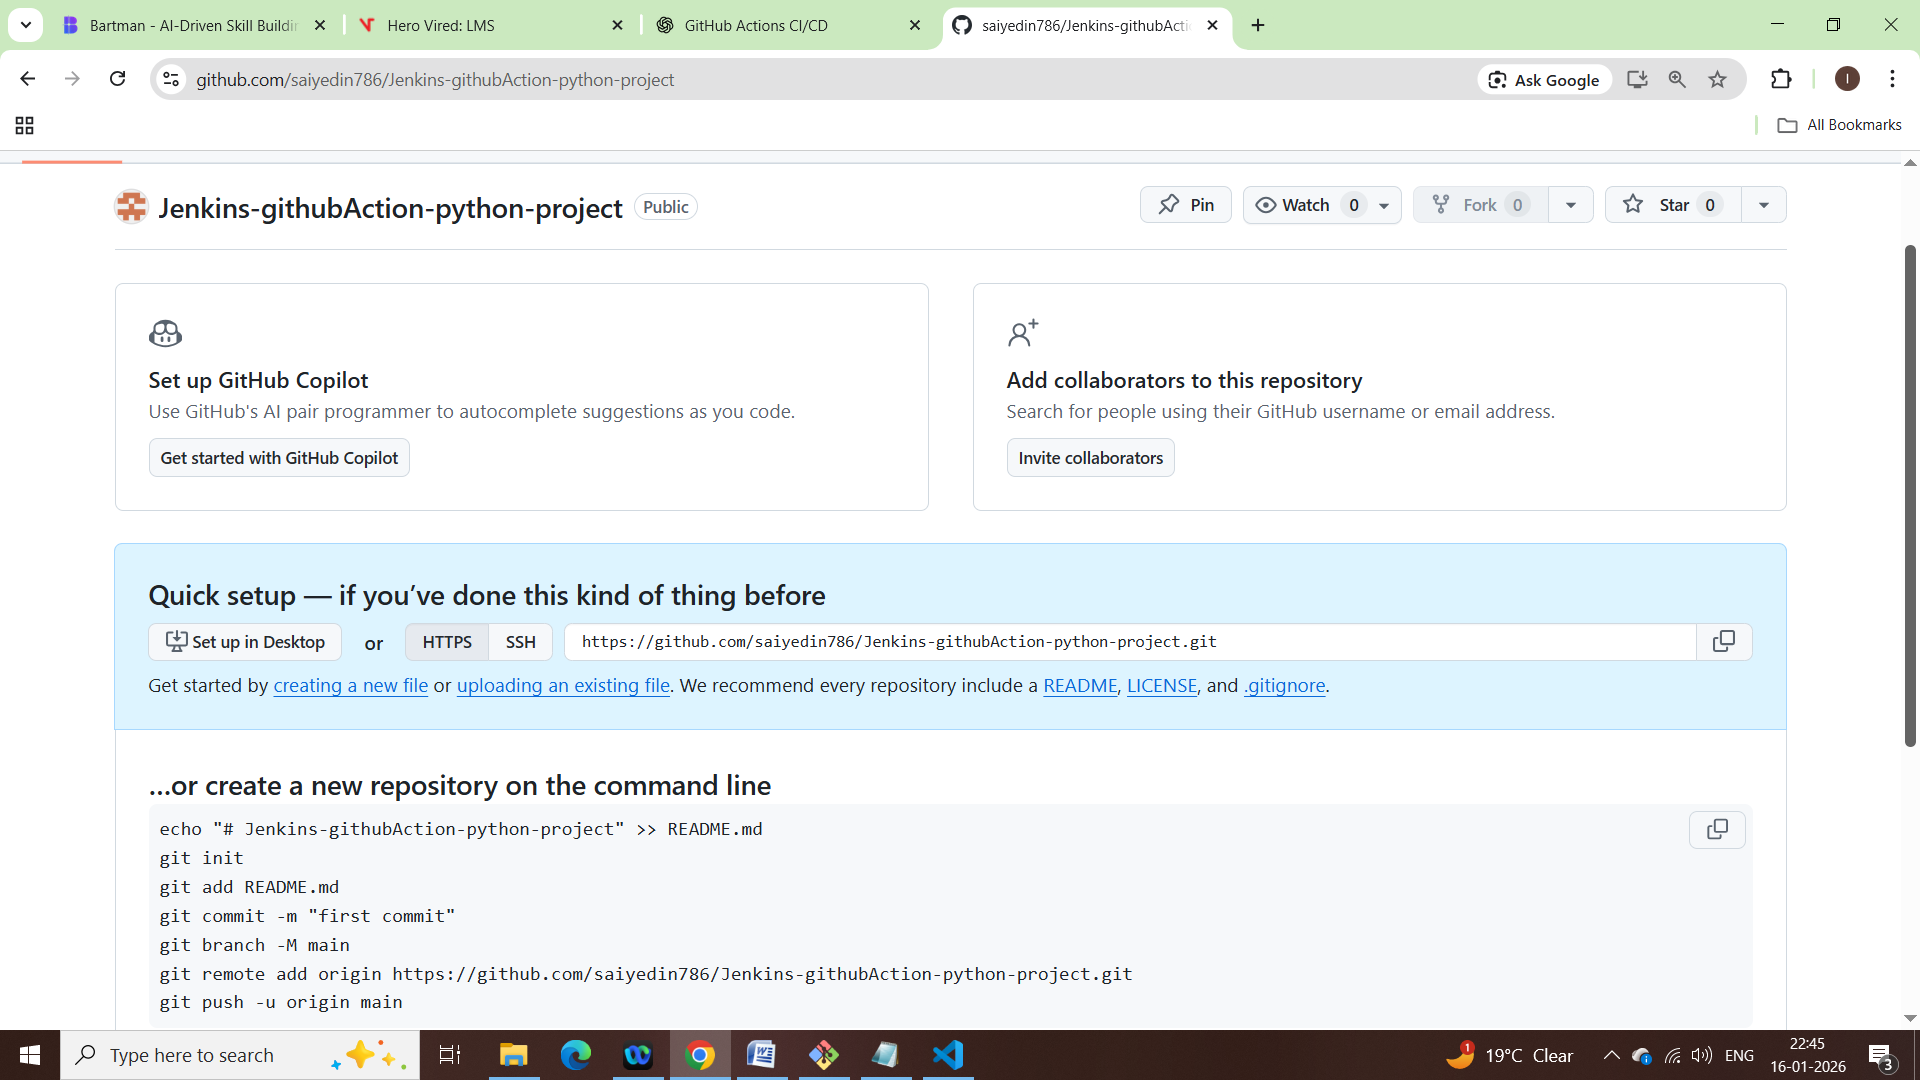 Bartman - AI-Driven Skill Buildin
Hero Vired: LMS
GitHub Actions CI/CD
saiyedin786/Jenkins-githubActi
github.com/saiyedin786/Jenkins-githubAction-python-project
Ask Google
I
All Bookmarks
Jenkins-githubAction-python-project
Public
Pin
Watch 0
Fork 0
Star 0
Set up GitHub Copilot
Use GitHub's AI pair programmer to autocomplete suggestions as you code.
Get started with GitHub Copilot
Add collaborators to this repository
Search for people using their GitHub username or email address.
Invite collaborators
Quick setup — if you’ve done this kind of thing before
Set up in Desktop or HTTPS SSH https://github.com/saiyedin786/Jenkins-githubAction-python-project.git
Get started by creating a new file or uploading an existing file. We recommend every repository include a README, LICENSE, and .gitignore.
…or create a new repository on the command line
echo "# Jenkins-githubAction-python-project" >> README.md
git init
git add README.md
git commit -m "first commit"
git branch -M main
git remote add origin https://github.com/saiyedin786/Jenkins-githubAction-python-project.git
git push -u origin main
Type here to search
1
19°C Clear
ENG
22:45
16-01-2026
3